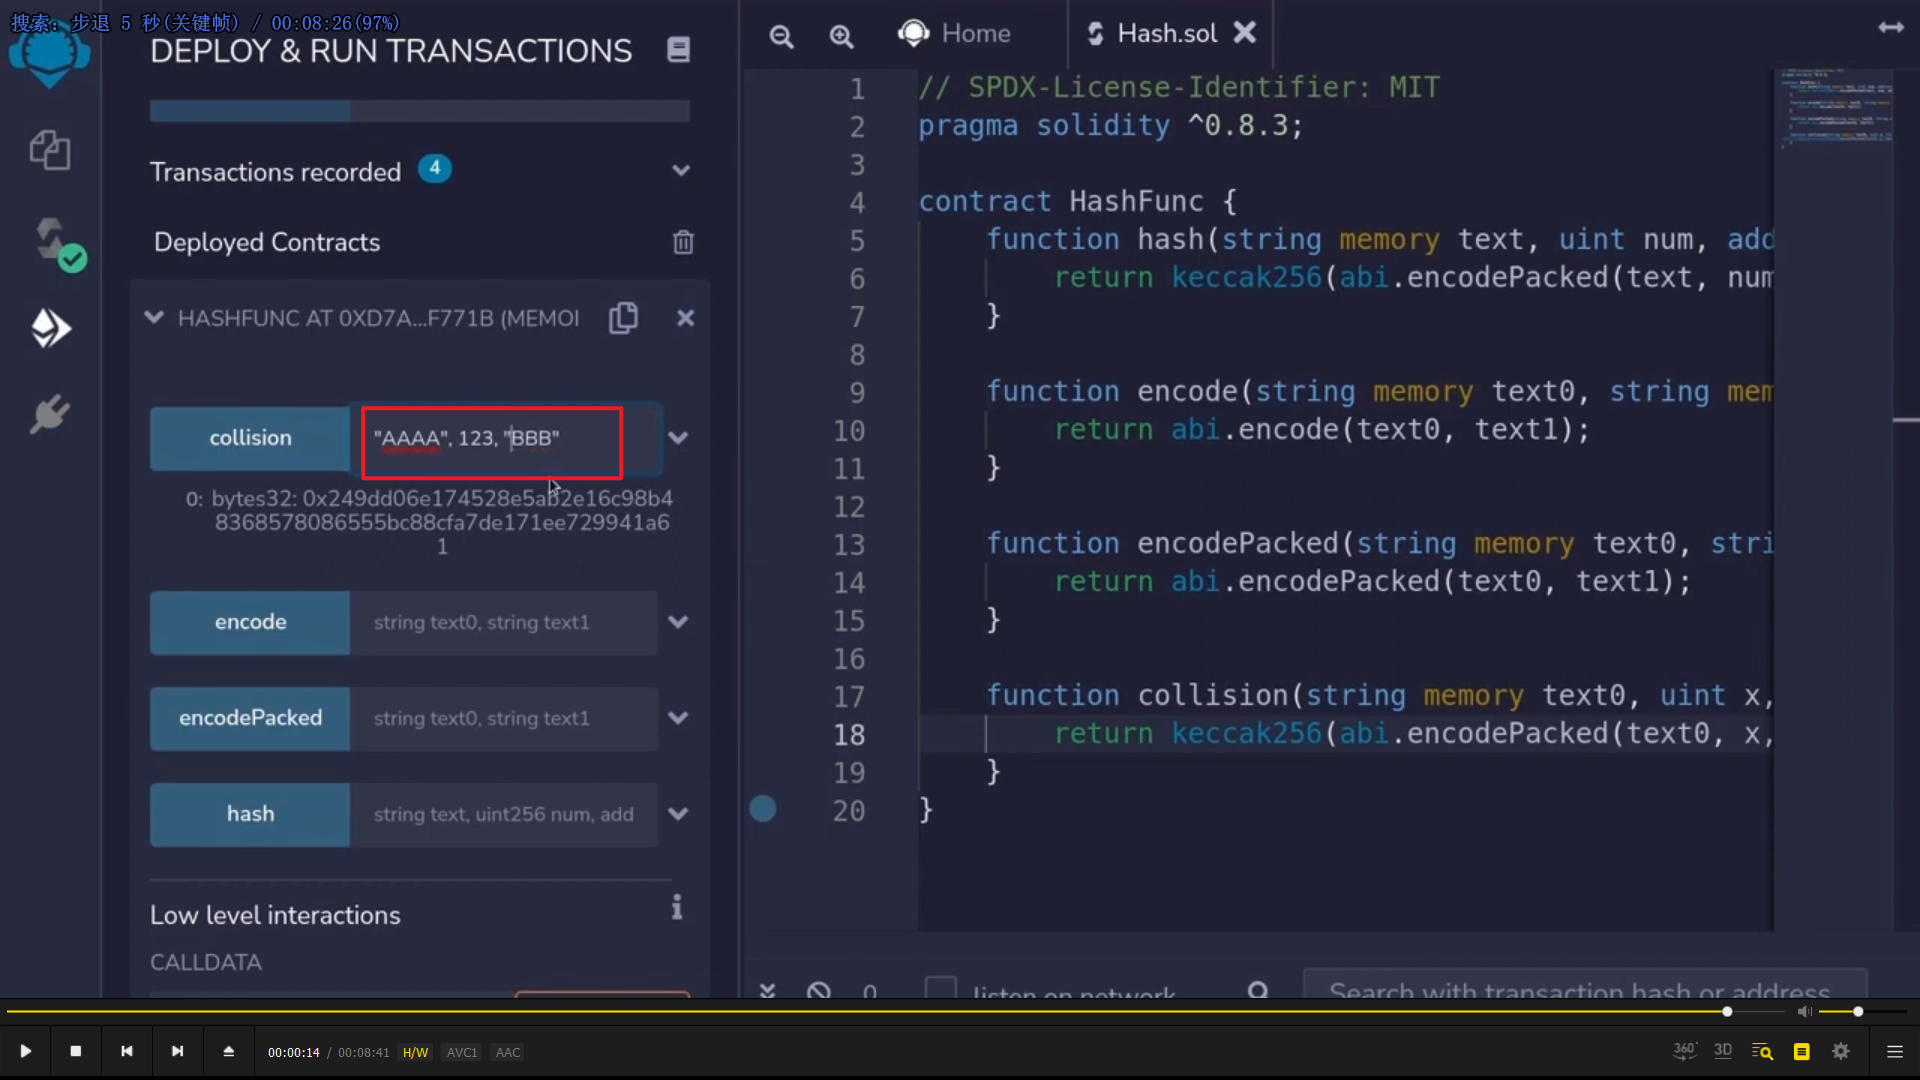 搜索: 步退 5 秒(关键帧) / 00:08:26(97%)
DEPLOY & RUN TRANSACTIONS
Transactions recorded 4
Deployed Contracts
HASHFUNC AT 0XD7A...F771B (MEMOI
collision "AAAA", 123, "BBB"
0: bytes32: 0x249dd06e174528e5ab2e16c98b4
8368578086555bc88cfa7de171ee729941a6
1
encode string text0, string text1
encodePacked string text0, string text1
hash string text, uint256 num, add
Low level interactions
CALLDATA
Home
Hash.sol
1 // SPDX-License-Identifier: MIT
2 pragma solidity ^0.8.3;
3
4 contract HashFunc {
5 function hash(string memory text, uint num, add
6 return keccak256(abi.encodePacked(text, num
7 }
8
9 function encode(string memory text0, string mem
10 return abi.encode(text0, text1);
11 }
12
13 function encodePacked(string memory text0, stri
14 return abi.encodePacked(text0, text1);
15 }
16
17 function collision(string memory text0, uint x,
18 return keccak256(abi.encodePacked(text0, x,
19 }
20 }
0 listen on network Search with transaction hash or address
00:00:14 / 00:08:41 H/W AVC1 AAC
360° 3D